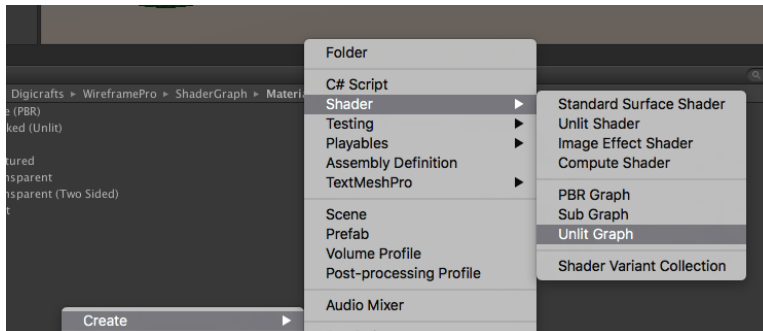 Folder
C# Script
Digicrafts ▸ WireframePro ▸ ShaderGraph ▸ Materi
Shader
Standard Surface Shader
(PBR)
Testing
Unlit Shader
ked (Unlit)
Playables
Image Effect Shader
Assembly Definition
Compute Shader
tured
TextMeshPro
nsparent
PBR Graph
nsparent (Two Sided)
Scene
Sub Graph
t
Prefab
Unlit Graph
Volume Profile
Post-processing Profile
Shader Variant Collection
Audio Mixer
Create